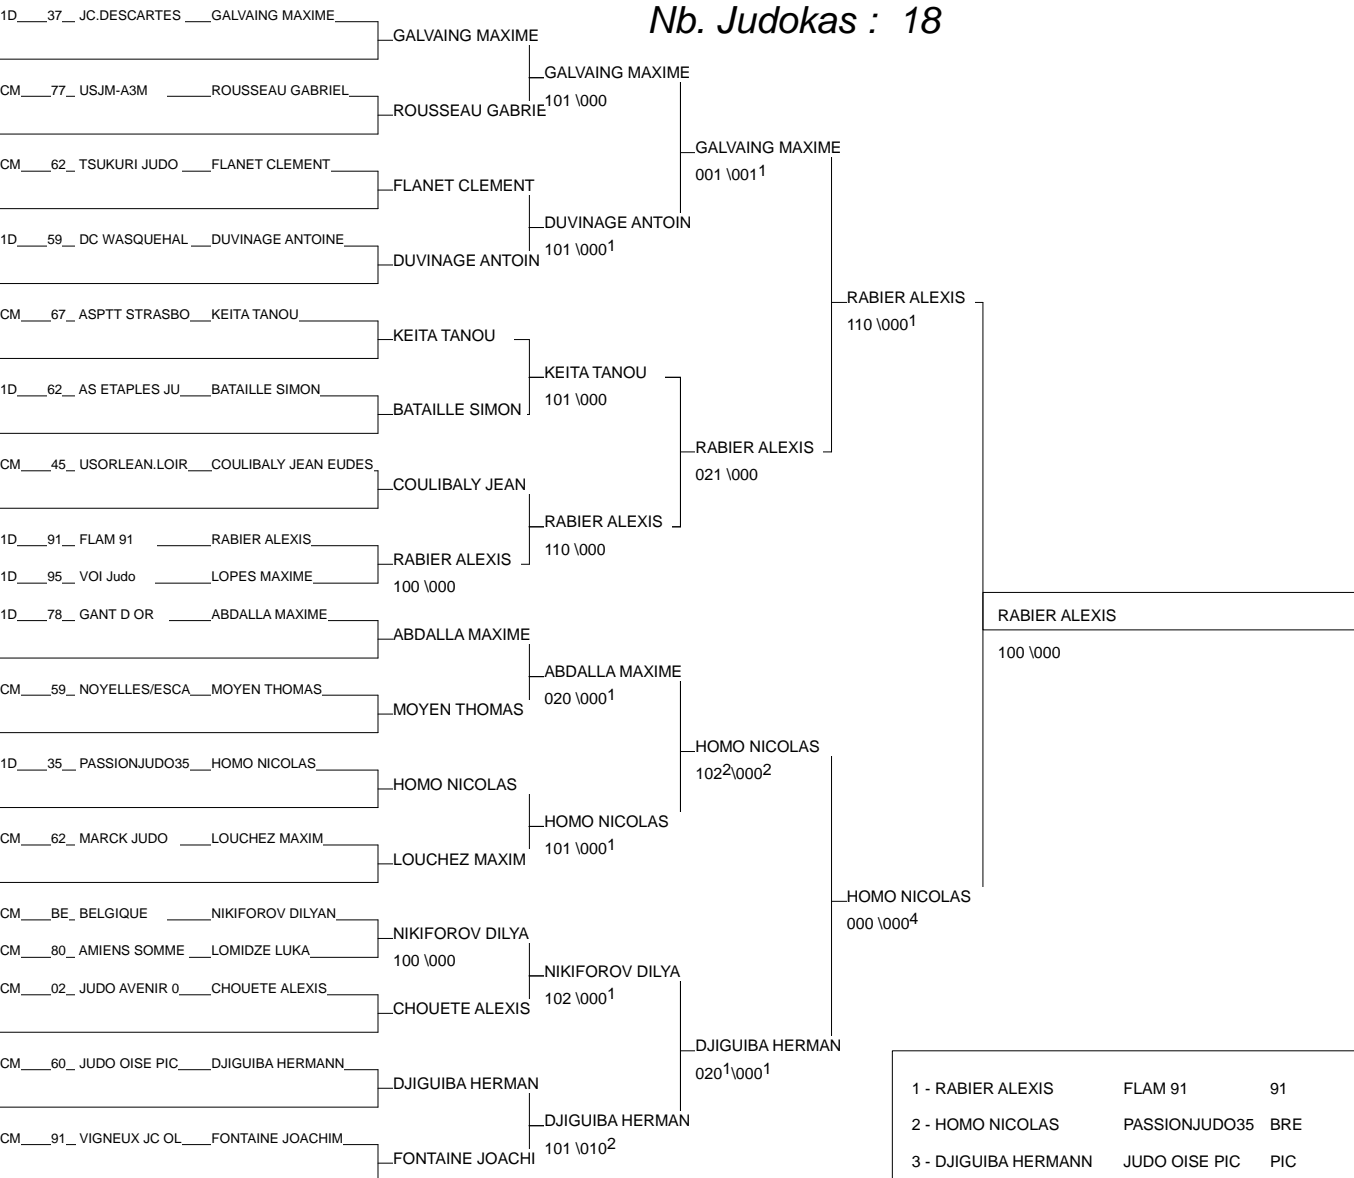 1D 37 JC.DESCARTES GALVAING MAXIME
Nb. Judokas : 18
GALVAING MAXIME
GALVAING MAXIME
CM 77 USJM-A3M ROUSSEAU GABRIEL
101 \000
ROUSSEAU GABRIE
GALVAING MAXIME
CM 62 TSUKURI JUDO FLANET CLEMENT
001 \001 1
FLANET CLEMENT
DUVINAGE ANTOIN
1D 59 DC WASQUEHAL DUVINAGE ANTOINE
101 \000 1
DUVINAGE ANTOIN
RABIER ALEXIS
CM 67 ASPTT STRASBO KEITA TANOU
110 \000 1
KEITA TANOU
KEITA TANOU
1D 62 AS ETAPLES JU BATAILLE SIMON
101 \000
BATAILLE SIMON
RABIER ALEXIS
CM 45 USORLEAN.LOIR COULIBALY JEAN EUDES
021 \000
COULIBALY JEAN
RABIER ALEXIS
1D 91 FLAM 91 RABIER ALEXIS
110 \000
RABIER ALEXIS
1D 95 VOI Judo LOPES MAXIME
100 \000
1D 78 GANT D OR ABDALLA MAXIME
RABIER ALEXIS
ABDALLA MAXIME
100 \000
ABDALLA MAXIME
CM 59 NOYELLES/ESCA MOYEN THOMAS
020 \000 1
MOYEN THOMAS
HOMO NICOLAS
1D 35 PASSIONJUDO35 HOMO NICOLAS
102 2\000 2
HOMO NICOLAS
HOMO NICOLAS
CM 62 MARCK JUDO LOUCHEZ MAXIM
101 \000 1
LOUCHEZ MAXIM
HOMO NICOLAS
CM BE BELGIQUE NIKIFOROV DILYAN
000 \000 4
NIKIFOROV DILYA
CM 80 AMIENS SOMME LOMIDZE LUKA
100 \000
NIKIFOROV DILYA
CM 02 JUDO AVENIR 0 CHOUETE ALEXIS
102 \000 1
CHOUETE ALEXIS
DJIGUIBA HERMAN
CM 60 JUDO OISE PIC DJIGUIBA HERMANN
020 1\000 1
DJIGUIBA HERMAN
1 - RABIER ALEXIS FLAM 91 91
DJIGUIBA HERMAN
2 - HOMO NICOLAS PASSIONJUDO35 BRE
CM 91 VIGNEUX JC OL FONTAINE JOACHIM
101 \010 2
FONTAINE JOACHI
3 - DJIGUIBA HERMANN JUDO OISE PIC PIC